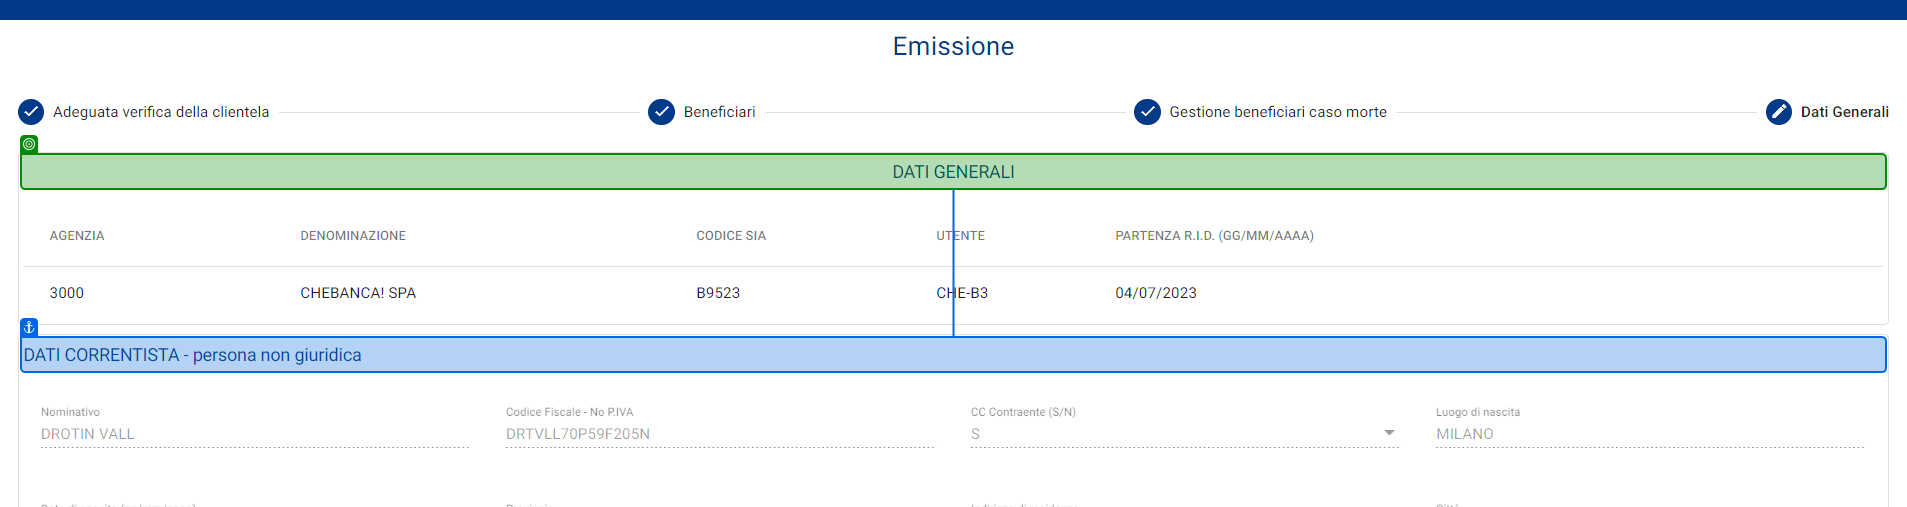 Emissione
Adeguata verifica della clientela Beneficiari Gestione beneficiari caso morte Dati Generali
DATI GENERALI
AGENZIA DENOMINAZIONE CODICE SIA UTENTE PARTENZA R.I.D. (GG/MM/AAAA)
3000 CHEBANCA! SPA B9523 CHE-B3 04/07/2023
DATI CORRENTISTA - persona non giuridica
Nominativo Codice Fiscale - No P.IVA CC Contraente (S/N) Luogo di nascita
DROTIN VALL DRTVLL70P59F205N S MILANO